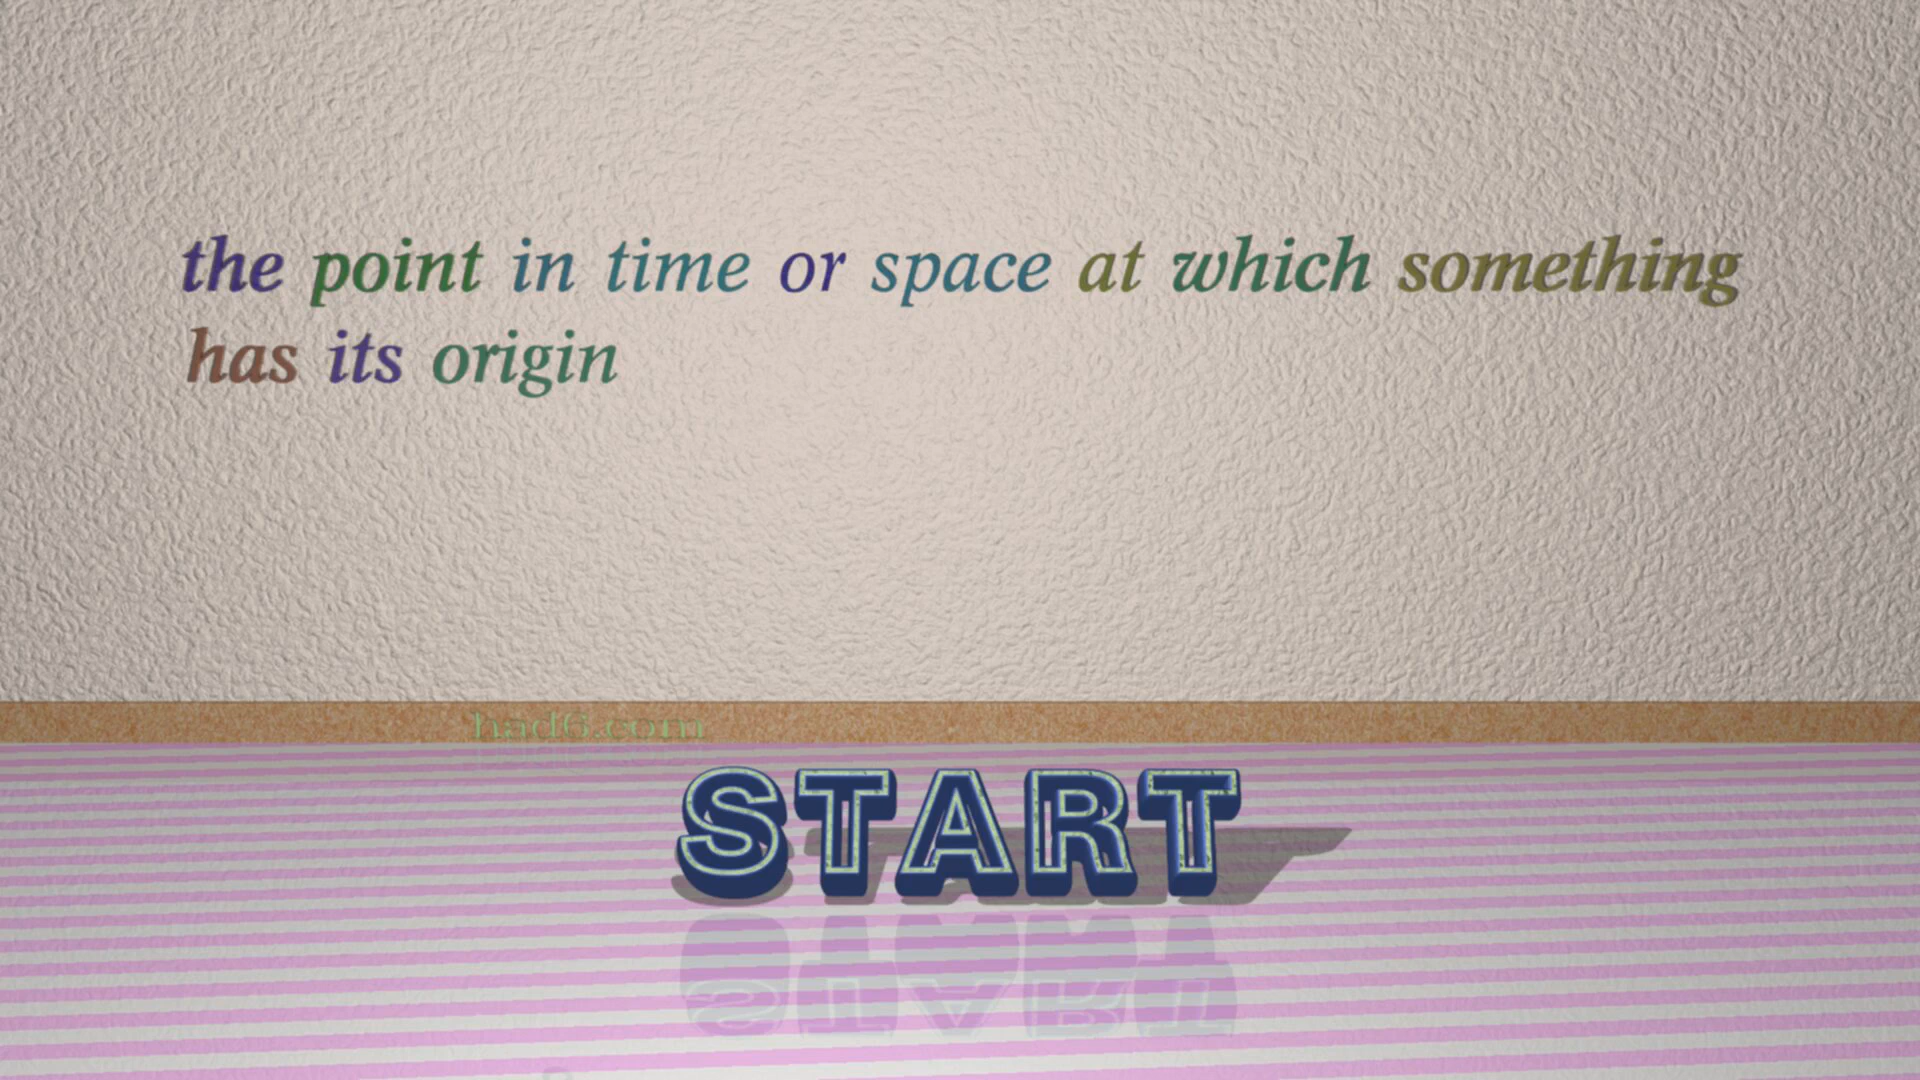 the point in time or space at which something
has its origin
had6.com
START